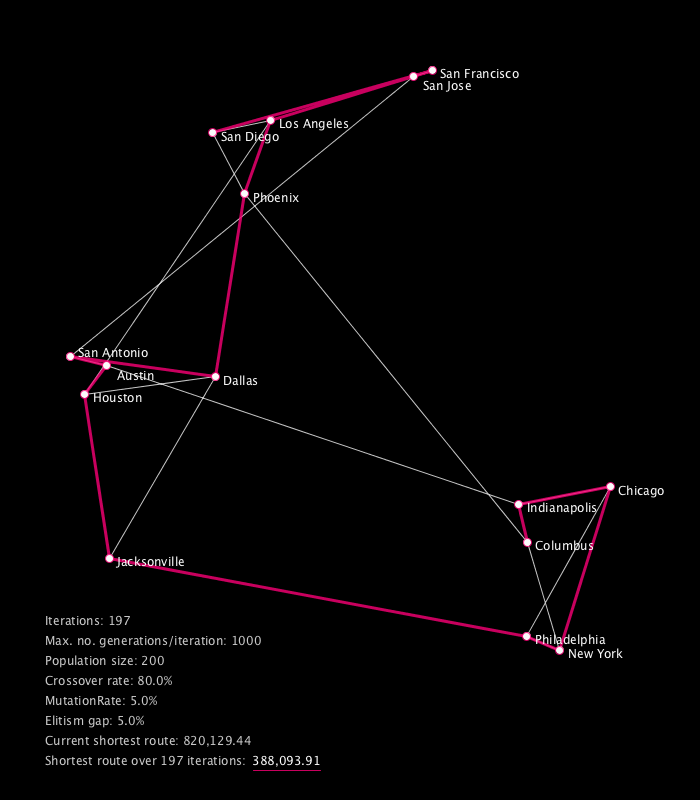 San Francisco
San Jose
Los Angeles
San Diego
Phoenix
San Antonio
Austin
Dallas
Houston
Chicago
Indianapolis
Columbus
Jacksonville
Philadelphia
New York
Iterations: 197
Max. no. generations/iteration: 1000
Population size: 200
Crossover rate: 80.0%
MutationRate: 5.0%
Elitism gap: 5.0%
Current shortest route: 820,129.44
Shortest route over 197 iterations: 388,093.91